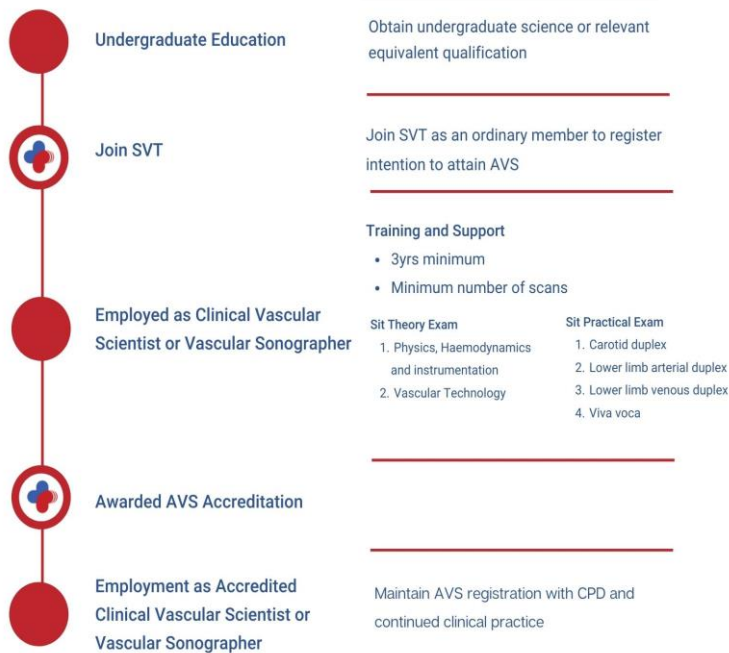 Undergraduate Education
Obtain undergraduate science or relevant
equivalent qualification
Join SVT
Join SVT as an ordinary member to register
intention to attain AVS
Employed as Clinical Vascular
Scientist or Vascular Sonographer
Training and Support
• 3yrs minimum
• Minimum number of scans
Sit Theory Exam
1. Physics, Haemodynamics
and instrumentation
2. Vascular Technology
Sit Practical Exam
1. Carotid duplex
2. Lower limb arterial duplex
3. Lower limb venous duplex
4. Viva voca
Awarded AVS Accreditation
Employment as Accredited
Clinical Vascular Scientist or
Vascular Sonographer
Maintain AVS registration with CPD and
continued clinical practice